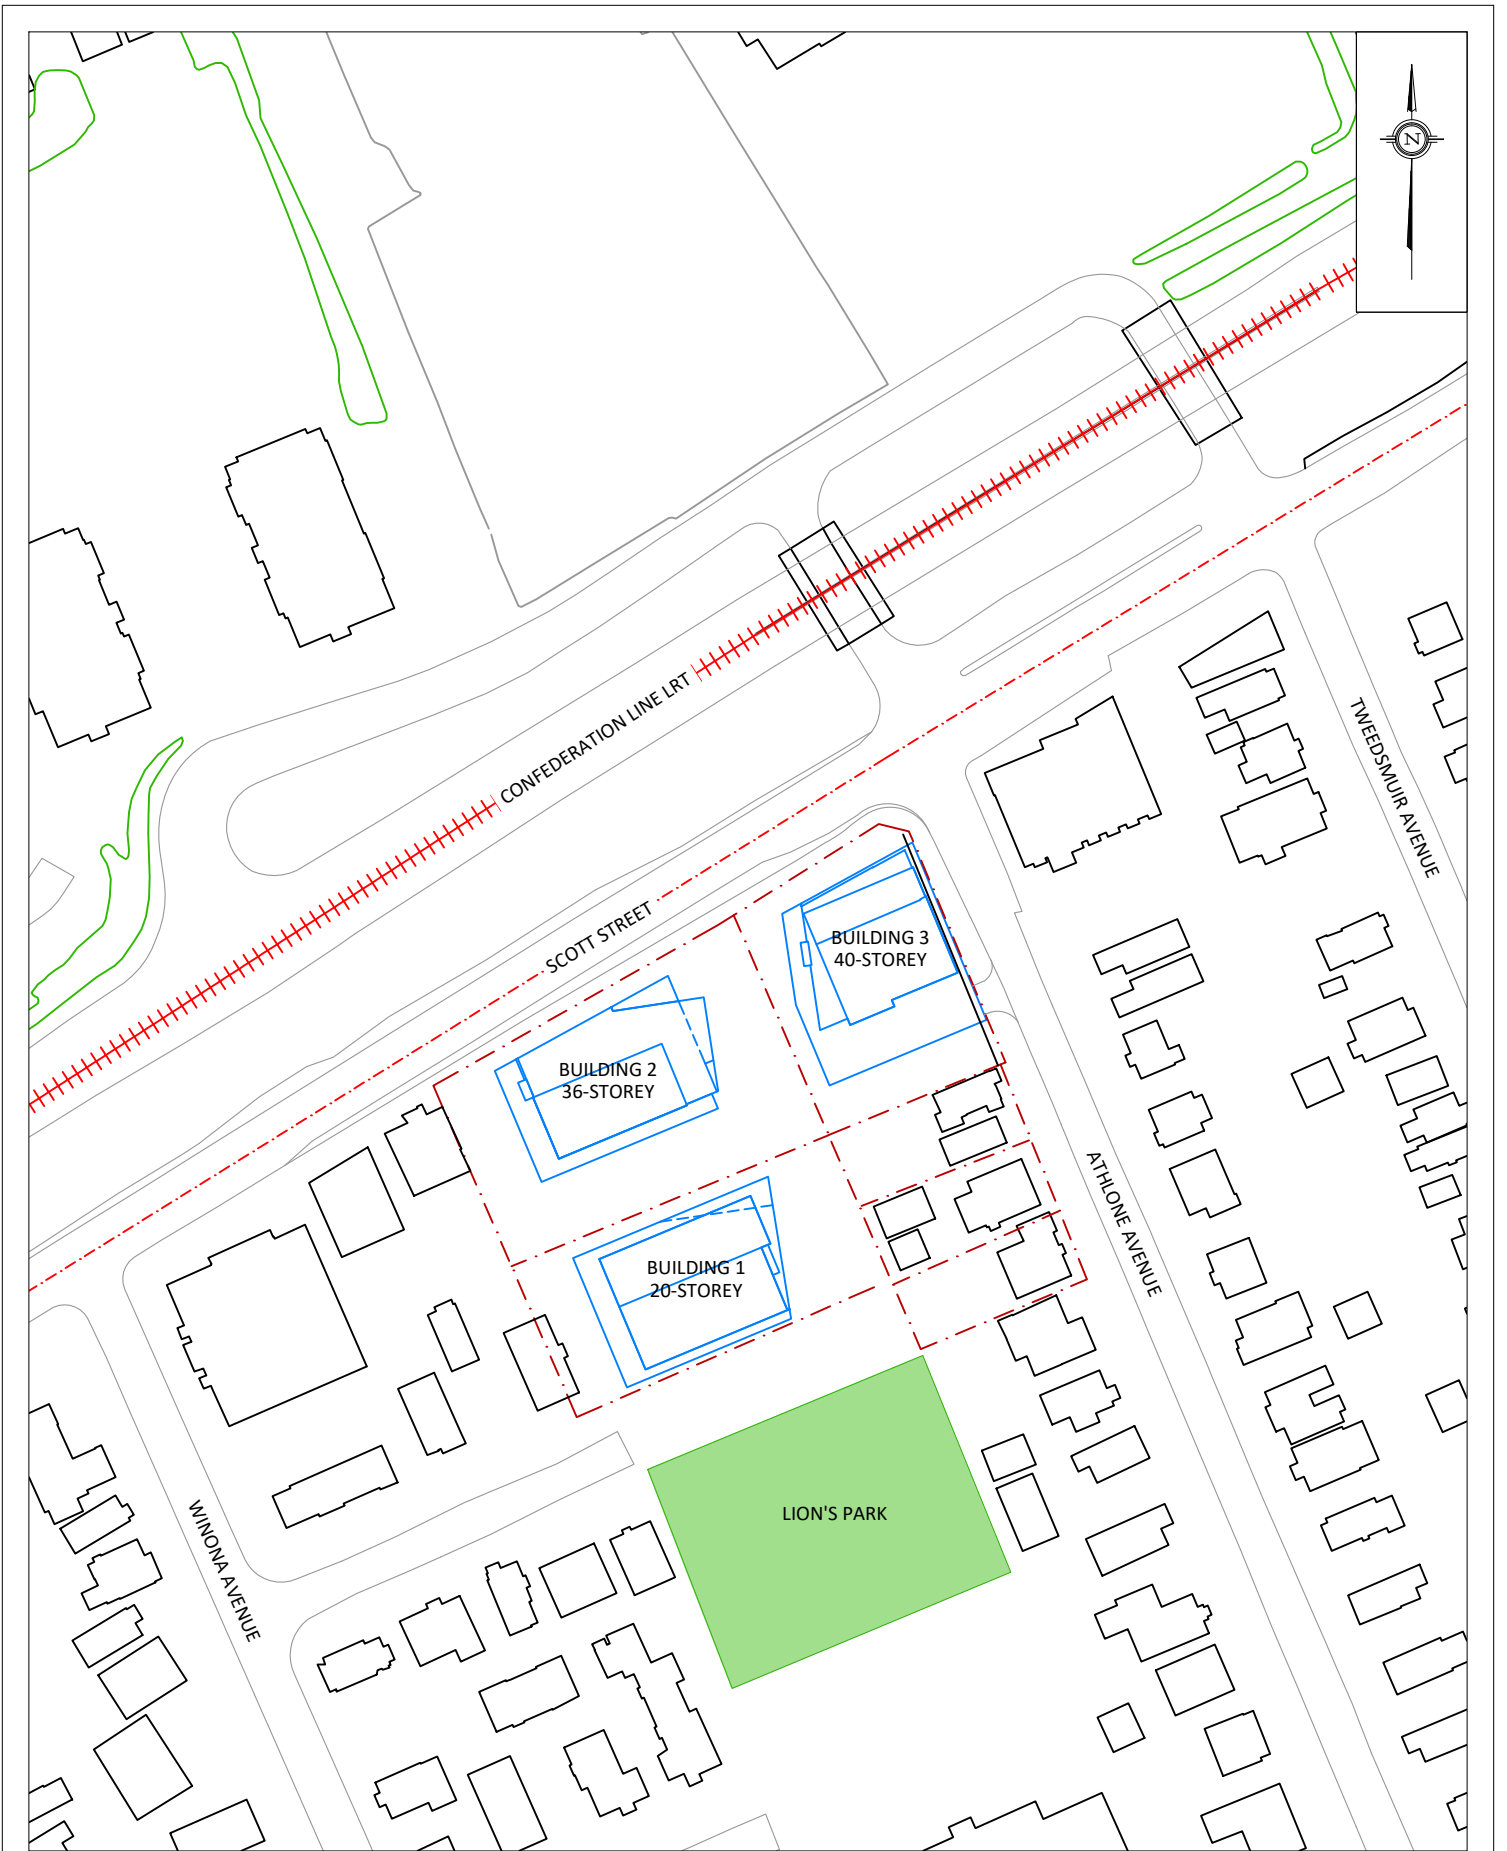 N
CONFEDERATION LINE LRT
TWEEDSMUIR AVENUE
SCOTT STREET
BUILDING 3
40-STOREY
BUILDING 2
36-STOREY
ATHLONE AVENUE
BUILDING 1
20-STOREY
LION'S PARK
WINONA AVENUE